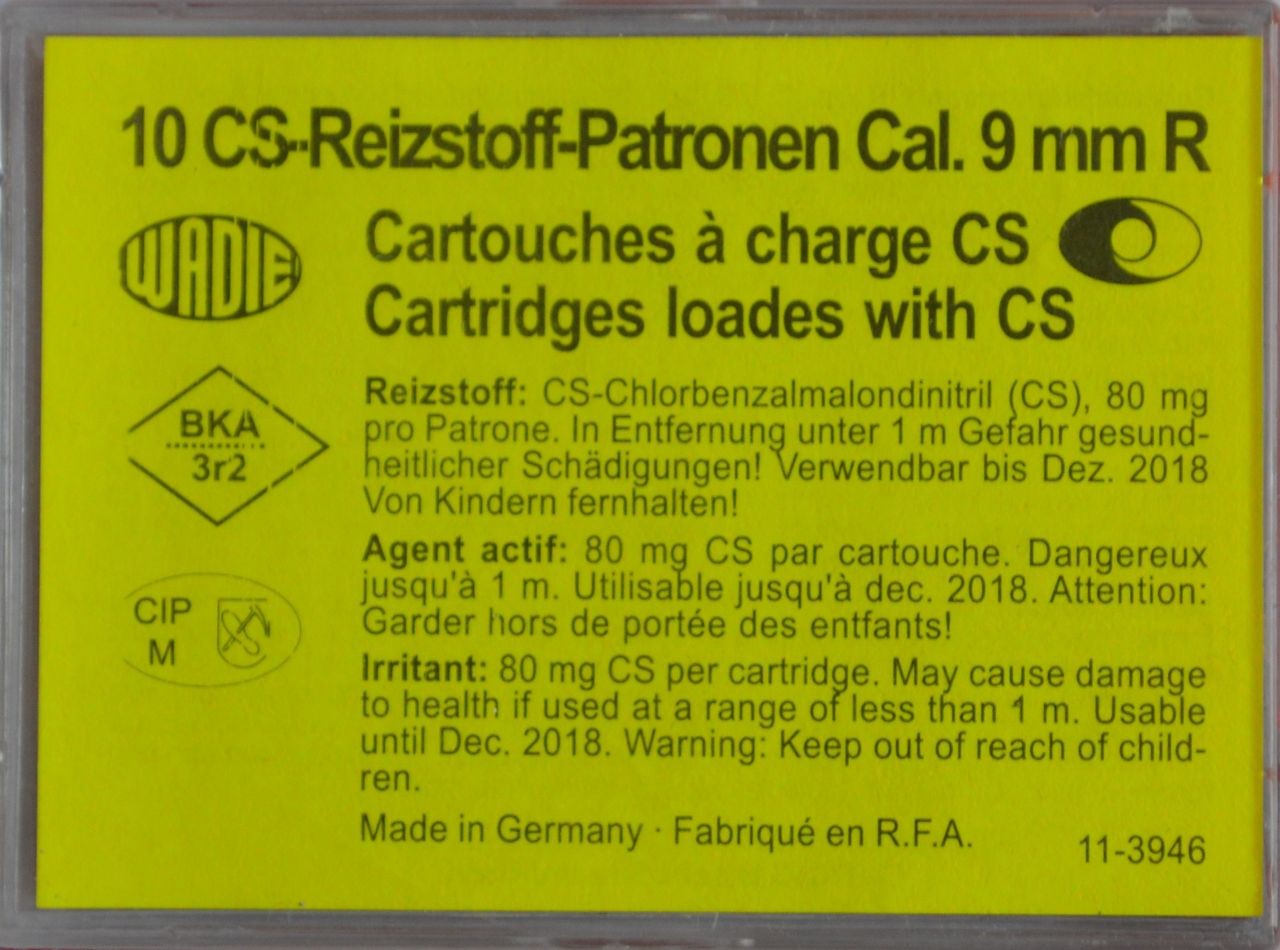 10 CS-Reizstoff-Patronen Cal. 9 mm R
WADIE
Cartouches à charge CS
Cartridges loades with CS
BKA
3r2
Reizstoff: CS-Chlorbenzalmalondinitril (CS), 80 mg
pro Patrone. In Entfernung unter 1 m Gefahr gesund-
heitlicher Schädigungen! Verwendbar bis Dez. 2018
Von Kindern fernhalten!
Agent actif: 80 mg CS par cartouche. Dangereux
jusqu'à 1 m. Utilisable jusqu'à dec. 2018. Attention:
Garder hors de portée des entfants!
CIP
M
Irritant: 80 mg CS per cartridge. May cause damage
to health if used at a range of less than 1 m. Usable
until Dec. 2018. Warning: Keep out of reach of child-
ren.
Made in Germany · Fabriqué en R.F.A.
11-3946